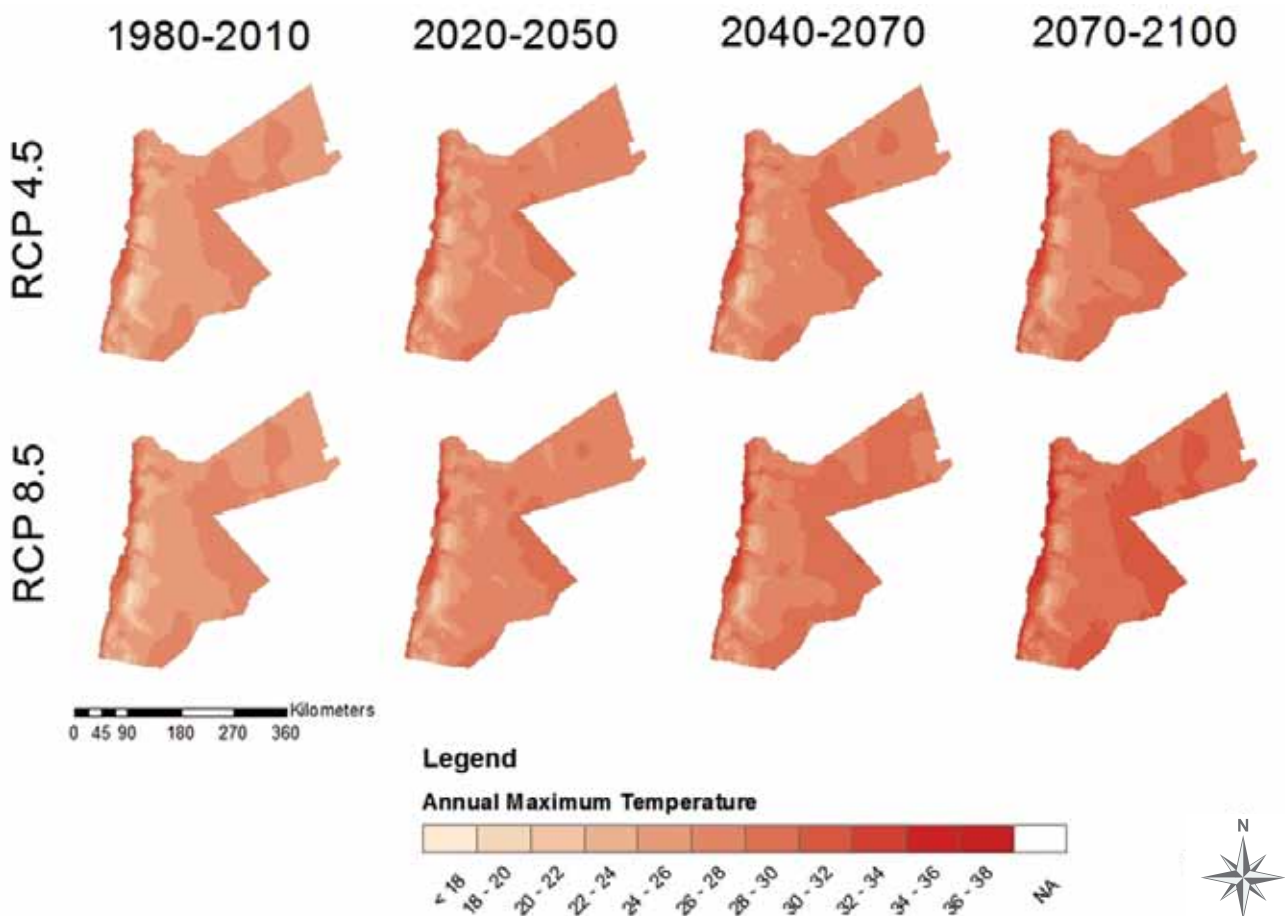 1980-2010 2020-2050 2040-2070 2070-2100
RCP 4.5
RCP 8.5
Kilometers
0 45 90 180 270 360
Legend
Annual Maximum Temperature
< 18 18 - 20 20 - 22 22 - 24 24 - 26 26 - 28 28 - 30 30 - 32 32 - 34 34 - 36 36 - 38 NA
N